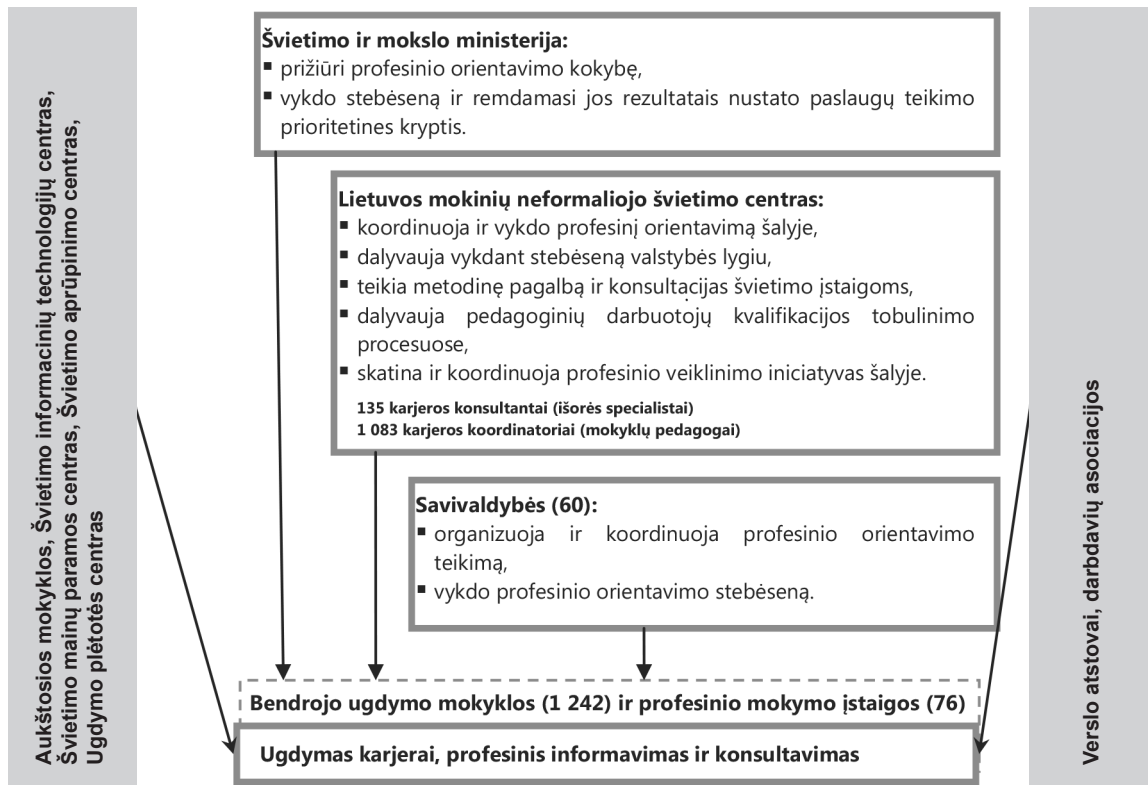 Aukštosios mokyklos, Švietimo informacinių technologijų centras,
Švietimo mainų paramos centras, Švietimo aprūpinimo centras,
Ugdymo plėtotės centras
Švietimo ir mokslo ministerija:
▪ prižiūri profesinio orientavimo kokybę,
▪ vykdo stebėseną ir remdamasi jos rezultatais nustato paslaugų teikimo
prioritetines kryptis.
Lietuvos mokinių neformaliojo švietimo centras:
▪ koordinuoja ir vykdo profesinį orientavimą šalyje,
▪ dalyvauja vykdant stebėseną valstybės lygiu,
▪ teikia metodinę pagalbą ir konsultacijas švietimo įstaigoms,
▪ dalyvauja pedagoginių darbuotojų kvalifikacijos tobulinimo
procesuose,
▪ skatina ir koordinuoja profesinio veiklinimo iniciatyvas šalyje.
135 karjeros konsultantai (išorės specialistai)
1 083 karjeros koordinatoriai (mokyklų pedagogai)
Savivaldybės (60):
▪ organizuoja ir koordinuoja profesinio orientavimo
teikimą,
▪ vykdo profesinio orientavimo stebėseną.
Bendrojo ugdymo mokyklos (1 242) ir profesinio mokymo įstaigos (76)
Ugdymas karjerai, profesinis informavimas ir konsultavimas
Verslo atstovai, darbdavių asociacijos